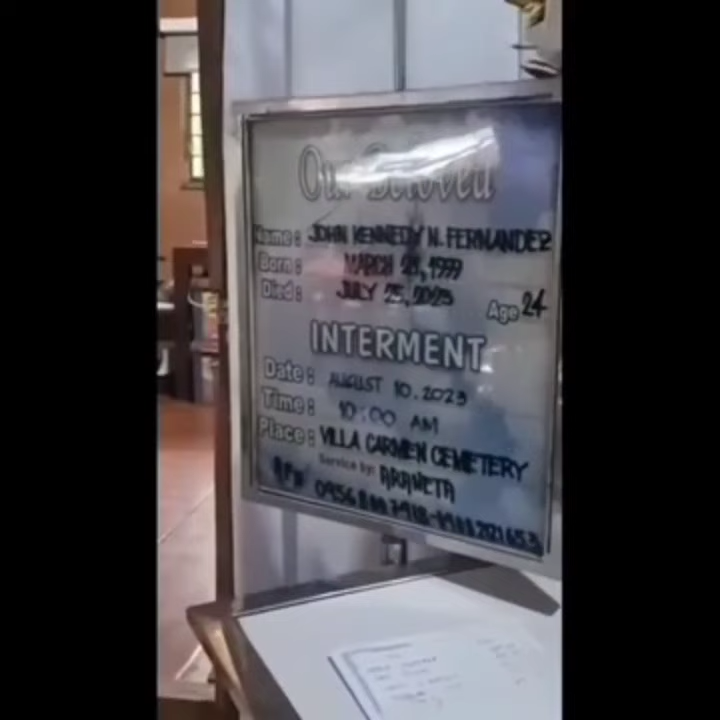 Our Beloved
Name: JOHN KENNEDY N. FERNANDEZ
Born: MARCH 1999
Died: JULY 25, 2023
Age 24
INTERMENT
Date: AUGUST 10, 2023
Time: 10:00 AM
Place: VILLA CARMEN CEMETERY
Service by: ARANETA